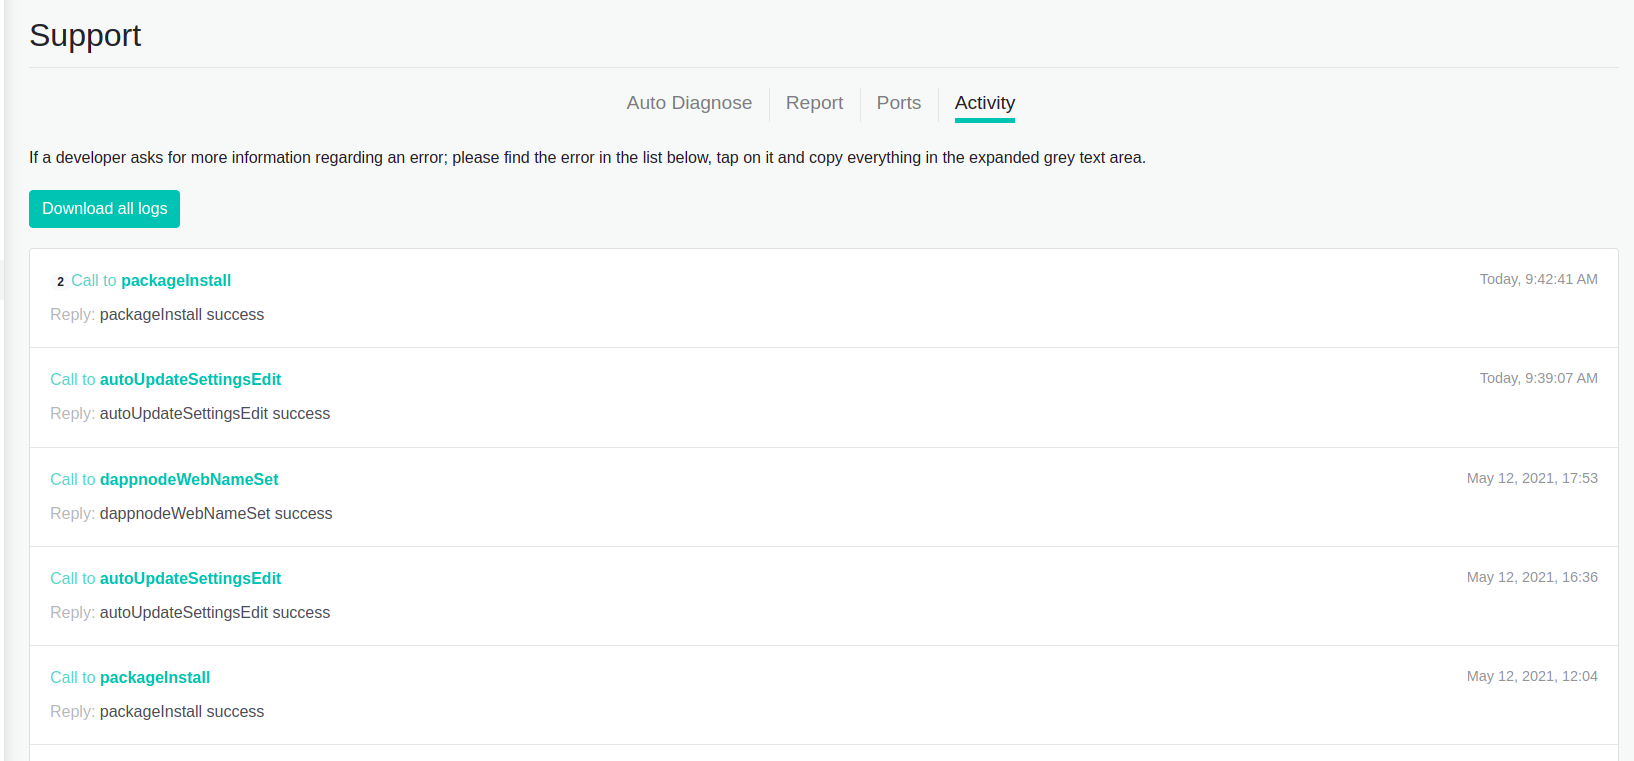 Support
Auto Diagnose
Report
Ports
Activity
If a developer asks for more information regarding an error; please find the error in the list below, tap on it and copy everything in the expanded grey text area.
Download all logs
2 Call to packageInstall Today, 9:42:41 AM
Reply: packageInstall success
Call to autoUpdateSettingsEdit Today, 9:39:07 AM
Reply: autoUpdateSettingsEdit success
Call to dappnodeWebNameSet May 12, 2021, 17:53
Reply: dappnodeWebNameSet success
Call to autoUpdateSettingsEdit May 12, 2021, 16:36
Reply: autoUpdateSettingsEdit success
Call to packageInstall May 12, 2021, 12:04
Reply: packageInstall success